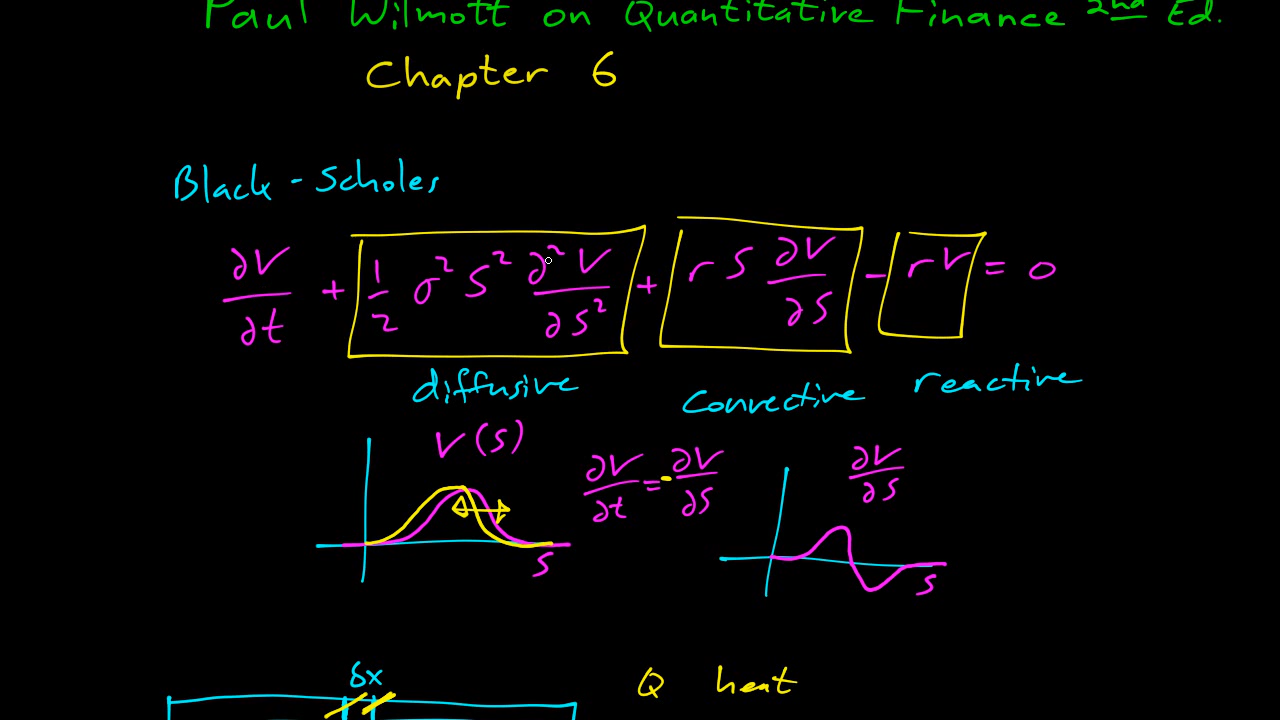 Paul Wilmott on Quantitative Finance 2nd Ed.
Chapter 6
Black - Scholes
∂V/∂t + 1/2 σ² S² ∂²V/∂S² + r S ∂V/∂S - rV = 0
diffusive convective reactive
V(S) ∂V/∂t = -∂V/∂S ∂V/∂S
S S
δx Q heat